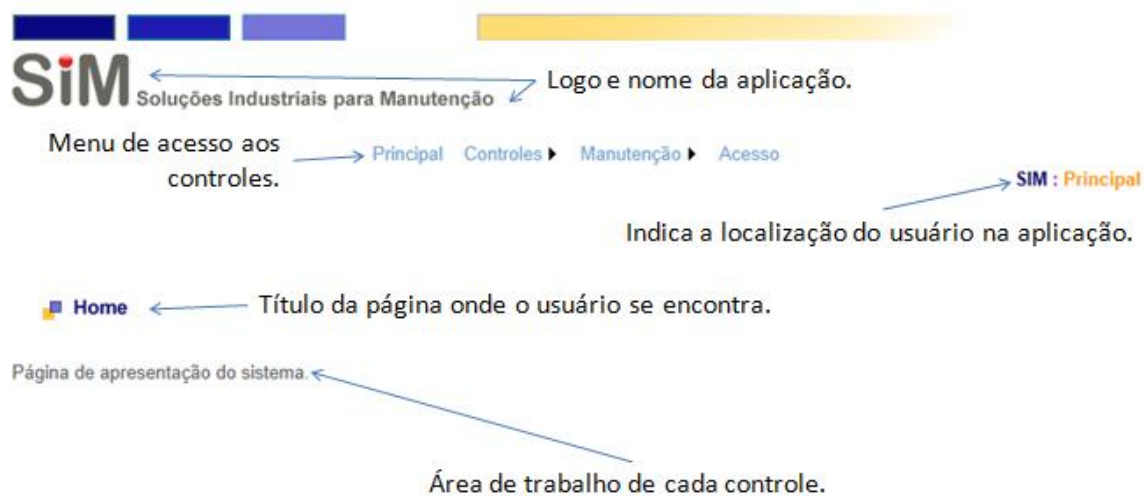 SiM Soluções Industriais para Manutenção
Logo e nome da aplicação.
Menu de acesso aos
controles.
Principal Controles Manutenção Acesso
SIM : Principal
Indica a localização do usuário na aplicação.
Home
Título da página onde o usuário se encontra.
Página de apresentação do sistema.
Área de trabalho de cada controle.